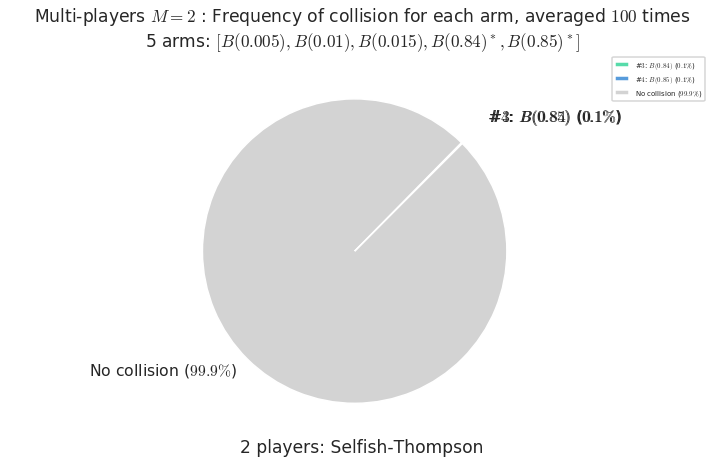 Multi-players M = 2 : Frequency of collision for each arm, averaged 100 times
5 arms: [B(0.005), B(0.01), B(0.015), B(0.84)*, B(0.85)*]
#3: B(0.84) (0.1%)
#4: B(0.85) (0.1%)
No collision (99.9%)
No collision (99.9%)
2 players: Selfish-Thompson